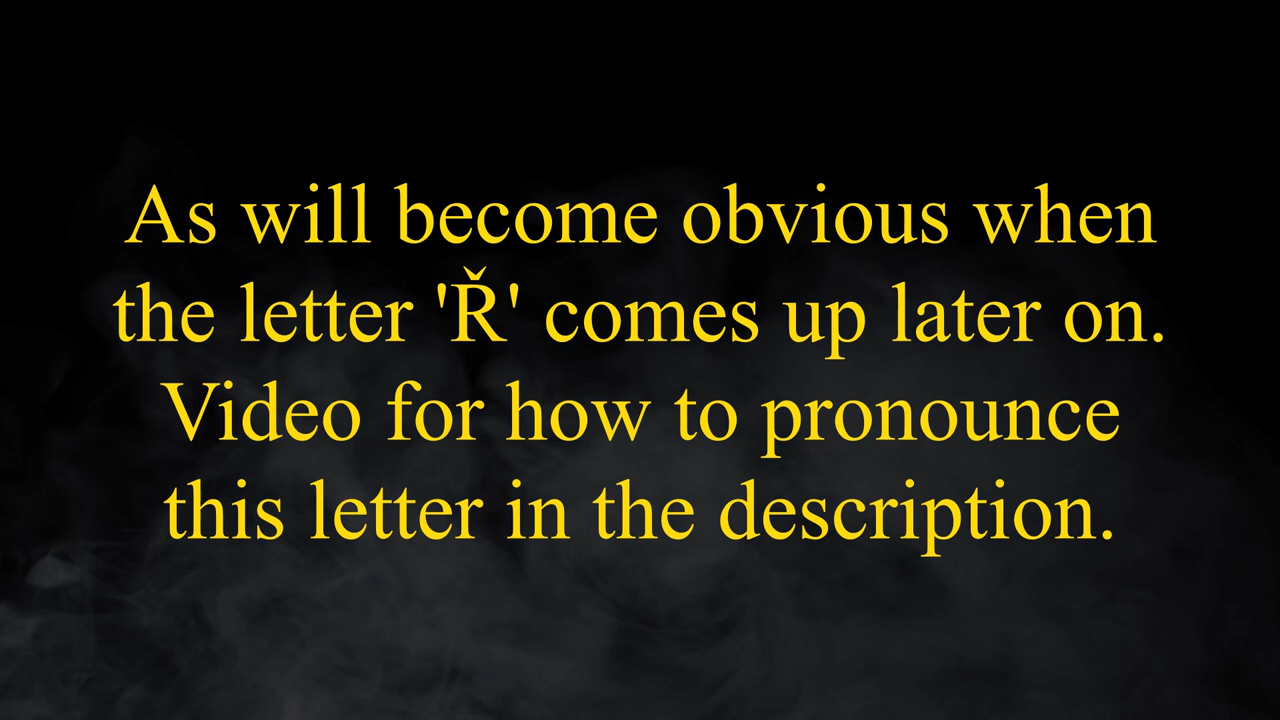 As will become obvious when
the letter 'Ř' comes up later on.
Video for how to pronounce
this letter in the description.